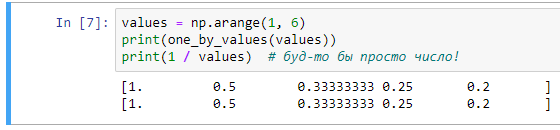 In [7]: values = np.arange(1, 6)
print(one_by_values(values))
print(1 / values)  # буд-то бы просто число!
[1.         0.5        0.33333333 0.25       0.2       ]
[1.         0.5        0.33333333 0.25       0.2       ]